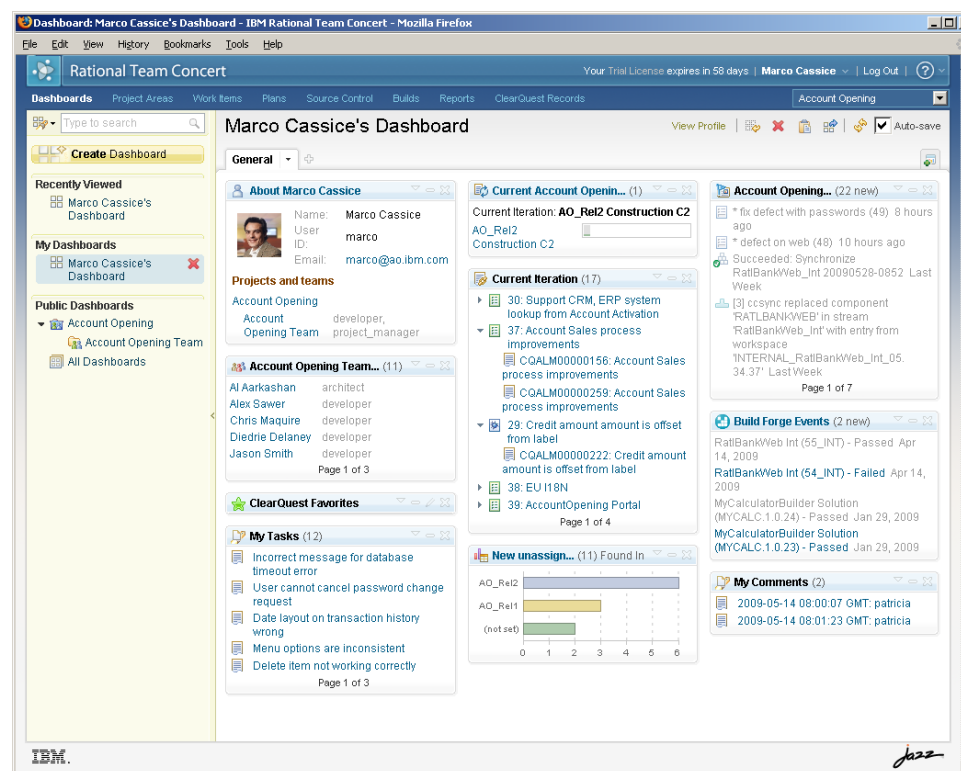 Dashboard: Marco Cassice's Dashboard - IBM Rational Team Concert - Mozilla Firefox
File Edit View History Bookmarks Tools Help
Rational Team Concert
Your Trial License expires in 58 days | Marco Cassice | Log Out | ?
Dashboards Project Areas Work Items Plans Source Control Builds Reports ClearQuest Records
Account Opening
Type to search
Create Dashboard
Recently Viewed
Marco Cassice's
Dashboard
My Dashboards
Marco Cassice's
Dashboard
Public Dashboards
Account Opening
Account Opening Team
All Dashboards
Marco Cassice's Dashboard
View Profile
Auto-save
General
About Marco Cassice
Name: Marco Cassice
User
ID: marco
Email: marco@ao.ibm.com
Projects and teams
Account Opening
Account developer,
Opening Team project_manager
Account Opening Team... (11)
Al Aarkashan architect
Alex Sawer developer
Chris Maquire developer
Diedrie Delaney developer
Jason Smith developer
Page 1 of 3
ClearQuest Favorites
My Tasks (12)
Incorrect message for database
timeout error
User cannot cancel password change
request
Date layout on transaction history
wrong
Menu options are inconsistent
Delete item not working correctly
Page 1 of 3
Current Account Openin... (1)
Current Iteration: AO_Rel2 Construction C2
AO_Rel2
Construction C2
Current Iteration (17)
30: Support CRM, ERP system
lookup from Account Activation
37: Account Sales process
improvements
CQALM00000156: Account Sales
process improvements
CQALM00000259: Account Sales
process improvements
29: Credit amount amount is offset
from label
CQALM00000222: Credit amount
amount is offset from label
38: EU I18N
39: AccountOpening Portal
Page 1 of 4
New unassign... (11) Found In
AO_Rel2
AO_Rel1
(not set)
0 1 2 3 4 5 6
Account Opening... (22 new)
* fix defect with passwords (49) 8 hours
ago
* defect on web (48) 10 hours ago
Succeeded: Synchronize
RatlBankWeb_Int 20090528-0852 Last
Week
[3] ccsync replaced component
'RATLBANKWEB' in stream
'RatlBankWeb_Int' with entry from
workspace
'INTERNAL_RatlBankWeb_Int_05.
34.37' Last Week
Page 1 of 7
Build Forge Events (2 new)
RatlBankWeb Int (55_INT) - Passed Apr
14, 2009
RatlBankWeb Int (54_INT) - Failed Apr 14,
2009
MyCalculatorBuilder Solution
(MYCALC.1.0.24) - Passed Jan 29, 2009
MyCalculatorBuilder Solution
(MYCALC.1.0.23) - Passed Jan 29, 2009
My Comments (2)
2009-05-14 08:00:07 GMT: patricia
2009-05-14 08:01:23 GMT: patricia
IBM.
jazz